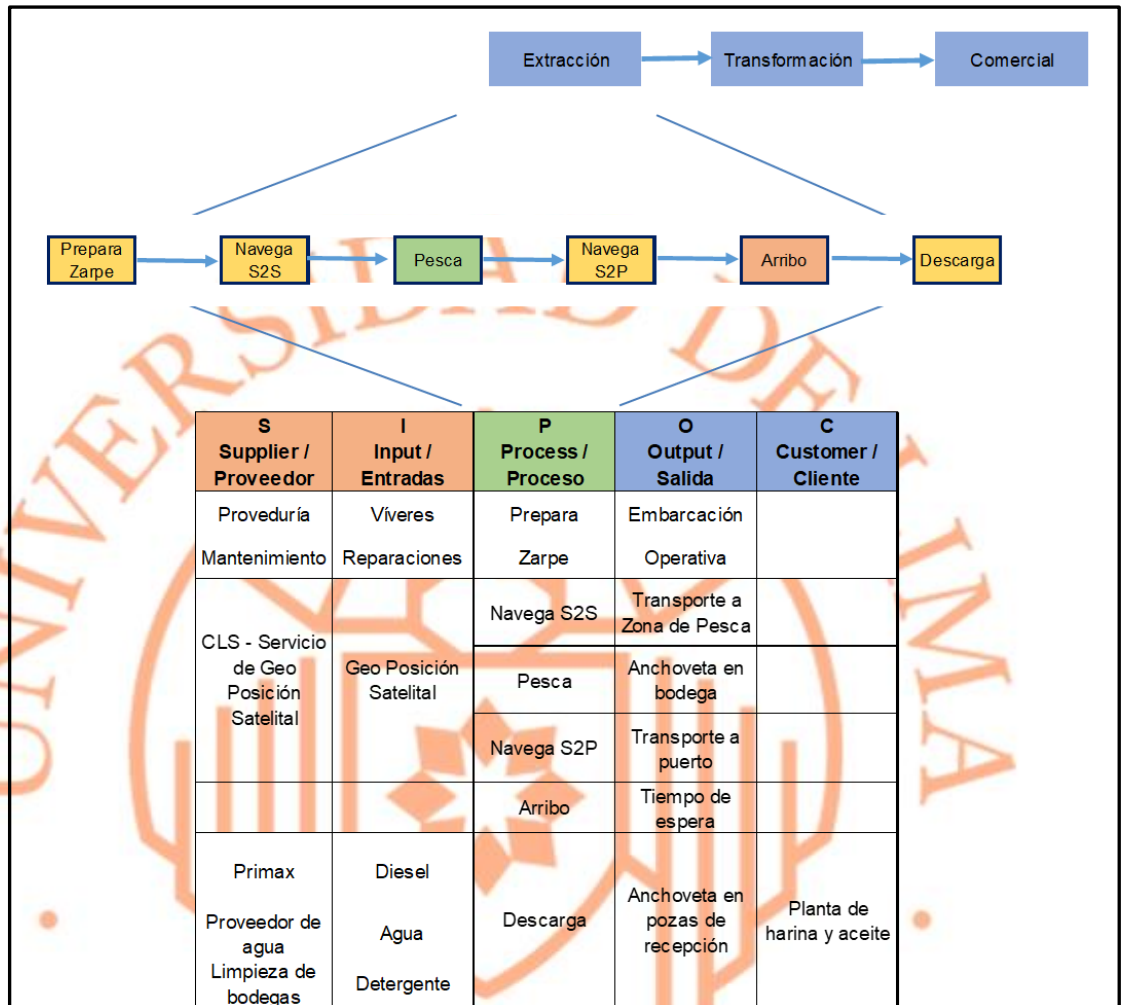 Extracción
Transformación
Comercial
Prepara
Zarpe
Navega
S2S
Pesca
Navega
S2P
Arribo
Descarga
S
Supplier /
Proveedor
I
Input /
Entradas
P
Process /
Proceso
O
Output /
Salida
C
Customer /
Cliente
Proveduría
Mantenimiento
Víveres
Reparaciones
Prepara
Zarpe
Embarcación
Operativa
CLS - Servicio
de Geo
Posición
Satelital
Geo Posición
Satelital
Navega S2S
Transporte a
Zona de Pesca
Pesca
Anchoveta en
bodega
Navega S2P
Transporte a
puerto
Arribo
Tiempo de
espera
Primax
Proveedor de
agua
Limpieza de
bodegas
Diesel
Agua
Detergente
Descarga
Anchoveta en
pozas de
recepción
Planta de
harina y aceite
UNIVERSIDAD DE LIMA